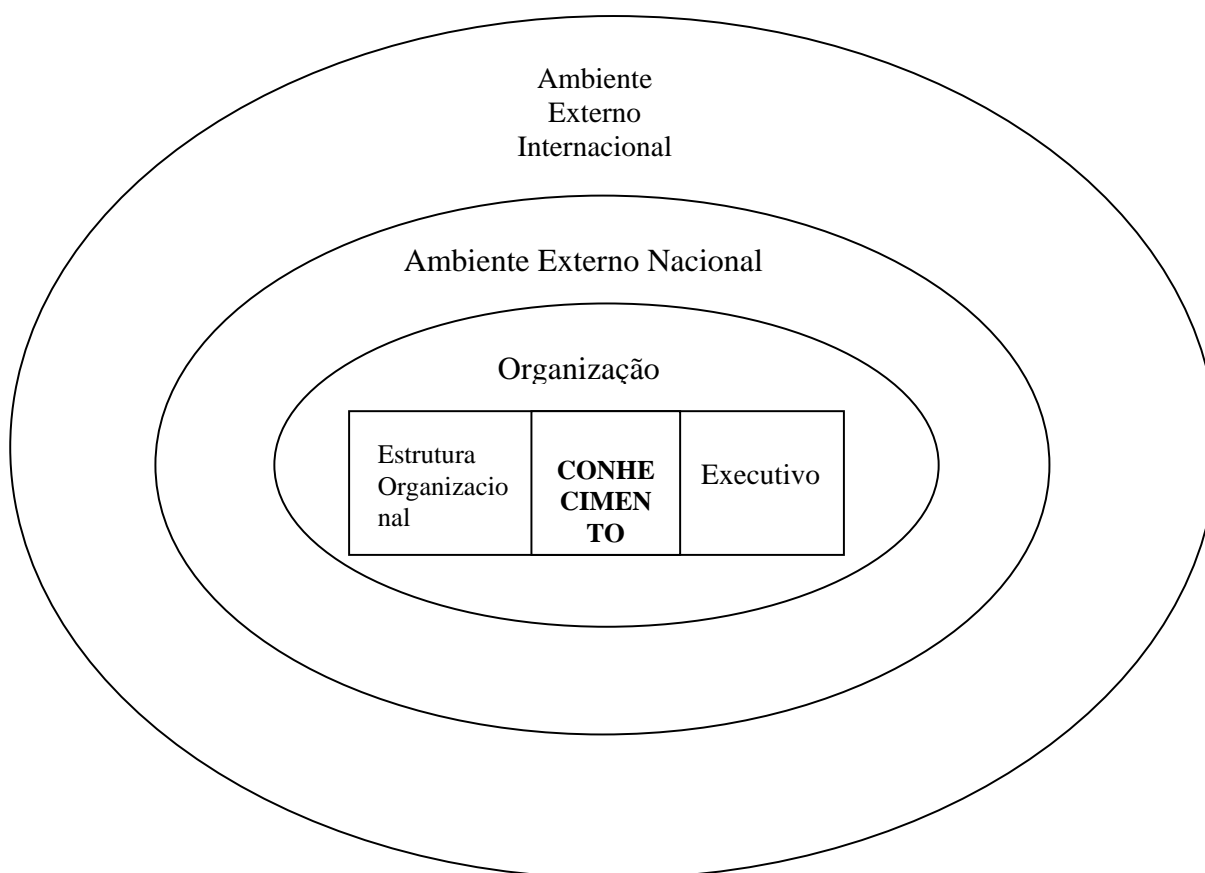 Ambiente
Externo
Internacional
Ambiente Externo Nacional
Organização
Estrutura
Organizacio
nal
CONHE
CIMEN
TO
Executivo